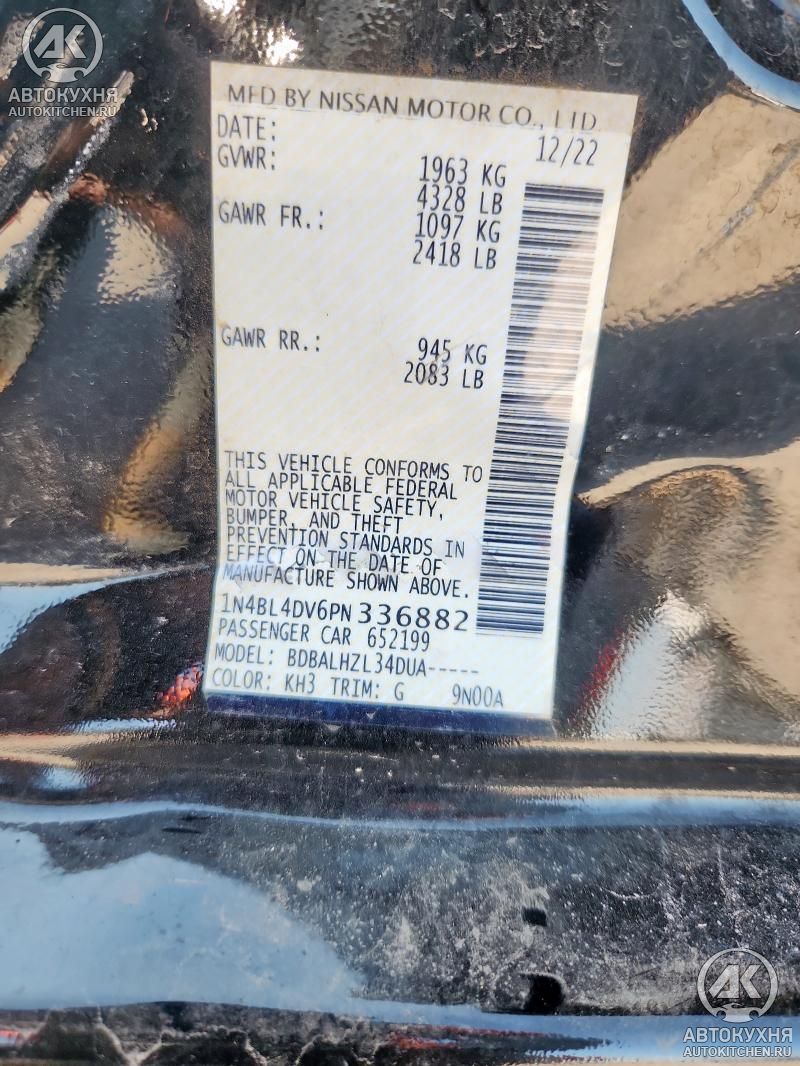 АК
АВТОКУХНЯ
AUTOKITCHEN.RU
MFD BY NISSAN MOTOR CO., LTD.
DATE: 12/22
GVWR: 1963 KG
4328 LB
GAWR FR.: 1097 KG
2418 LB
GAWR RR.: 945 KG
2083 LB
THIS VEHICLE CONFORMS TO
ALL APPLICABLE FEDERAL
MOTOR VEHICLE SAFETY,
BUMPER, AND THEFT
PREVENTION STANDARDS IN
EFFECT ON THE DATE OF
MANUFACTURE SHOWN ABOVE.
1N4BL4DV6PN336882
PASSENGER CAR 652199
MODEL: BDBALHZL34DUA-----
COLOR: KH3 TRIM: G 9N00A
АК
АВТОКУХНЯ
AUTOKITCHEN.RU